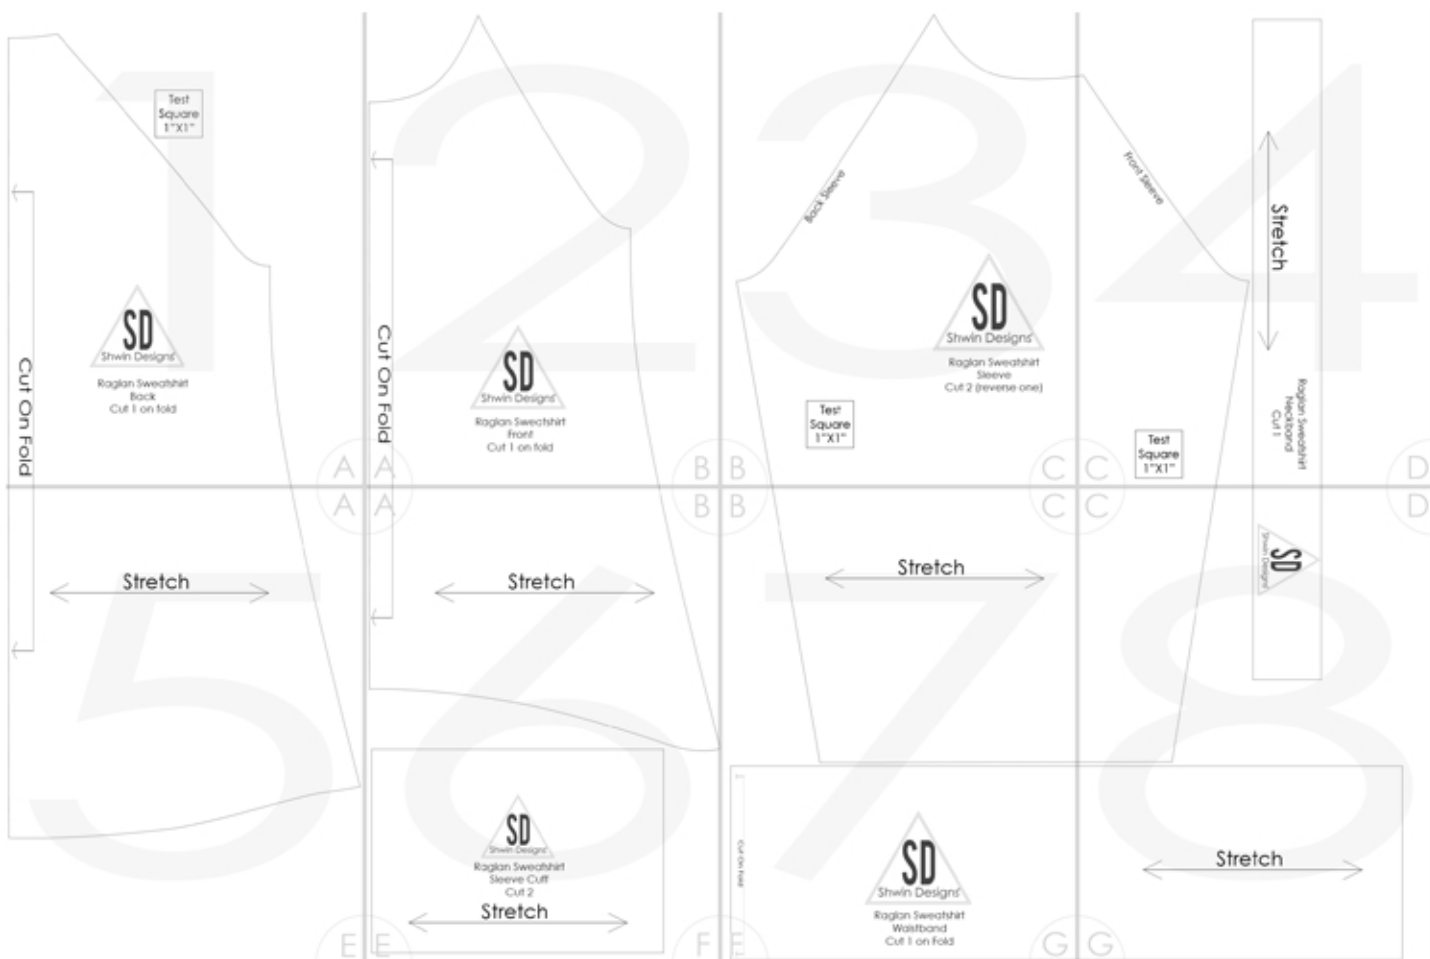 1
2
3
4
Test
Square
1"X1"
Cut On Fold
SD
Shwin Designs
Raglan Sweatshirt
Back
Cut 1 on fold
A
A
A
A
Cut On Fold
SD
Shwin Designs
Raglan Sweatshirt
Front
Cut 1 on fold
B
B
B
B
Back Sleeve
Front Sleeve
SD
Shwin Designs
Raglan Sweatshirt
Sleeve
Cut 2 (reverse one)
Test
Square
1"X1"
C
C
C
C
Test
Square
1"X1"
Stretch
Raglan Sweatshirt
Neckband
Cut 1
SD
Shwin Designs
D
D
5
6
7
8
Stretch
Stretch
Stretch
SD
Shwin Designs
Raglan Sweatshirt
Sleeve Cuff
Cut 2
Stretch
E
E
F
Cut On Fold
SD
Shwin Designs
Raglan Sweatshirt
Waistband
Cut 1 on Fold
G
G
Stretch